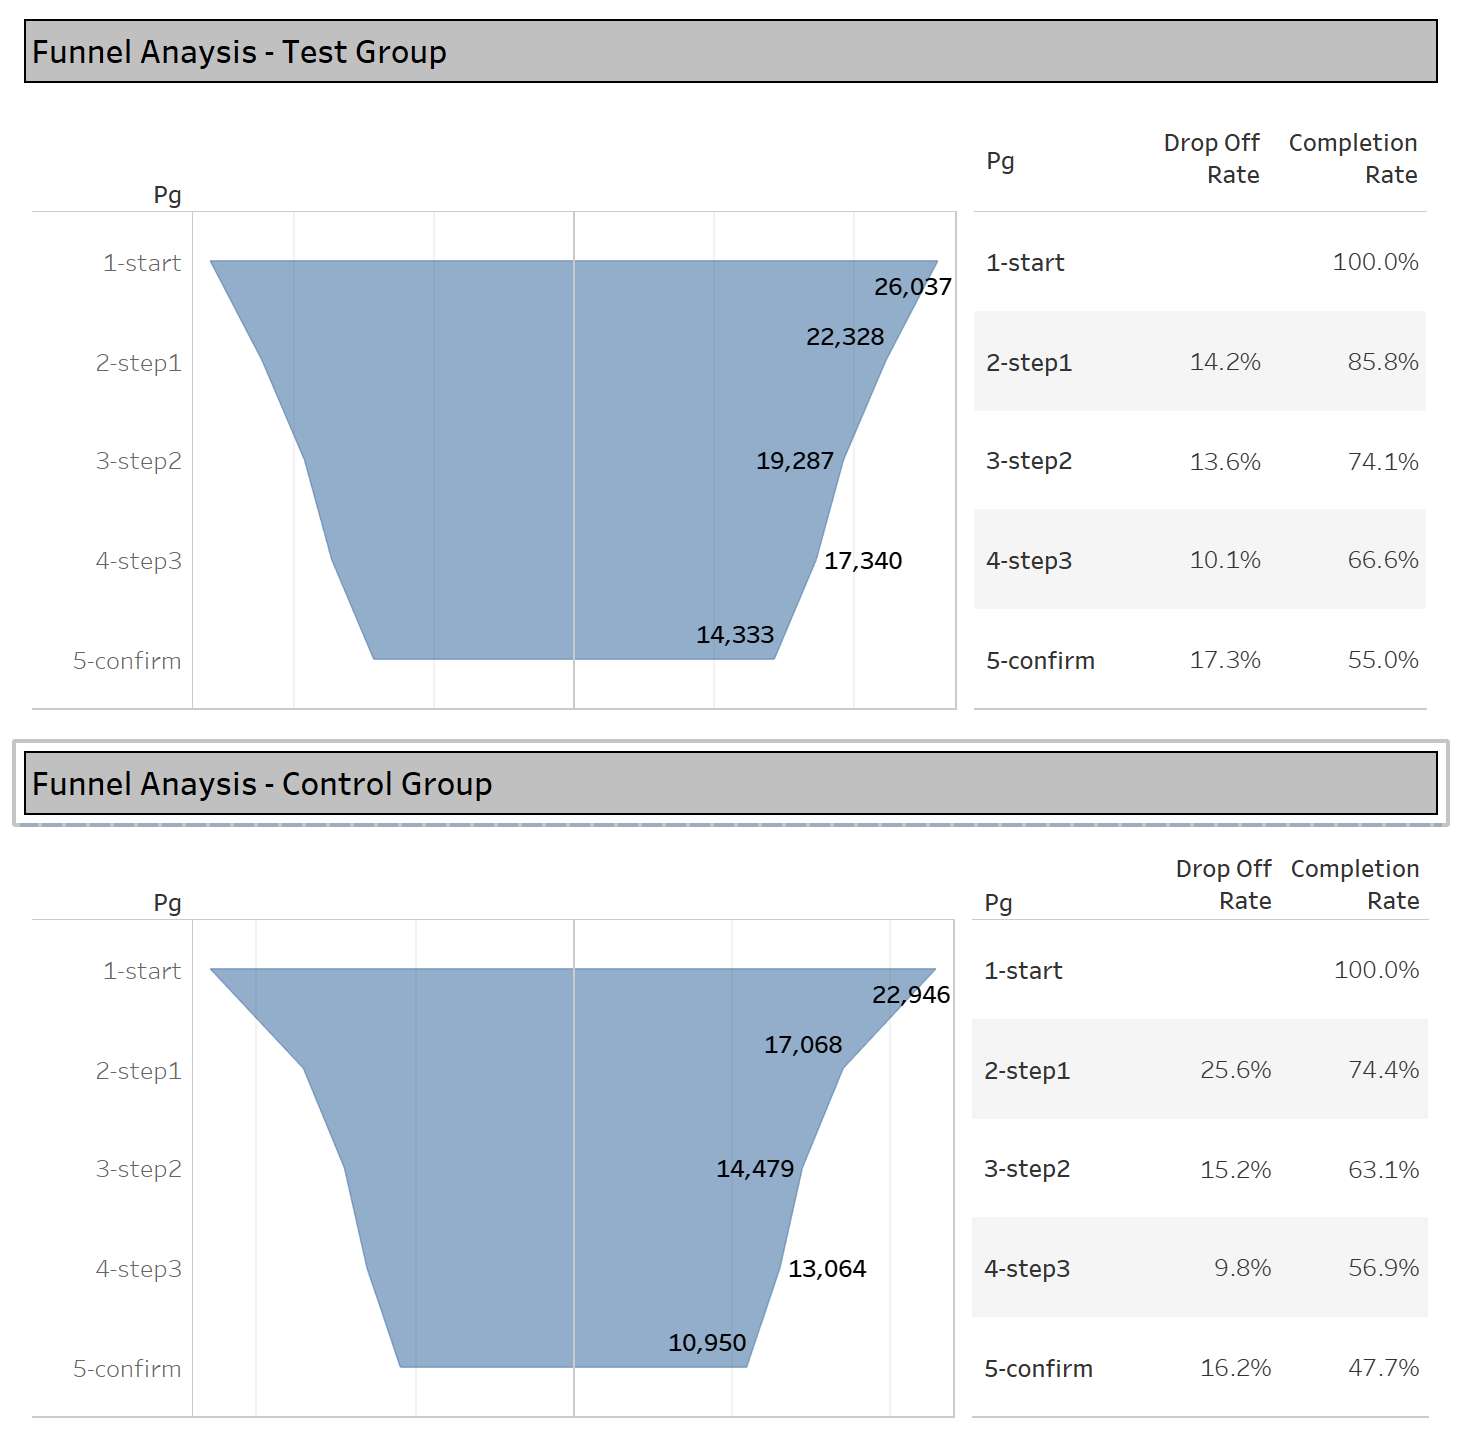 Funnel Anaysis - Test Group
Pg
1-start
2-step1
3-step2
4-step3
5-confirm
26,037
22,328
19,287
17,340
14,333
Pg Drop Off Rate Completion Rate
1-start 100.0%
2-step1 14.2% 85.8%
3-step2 13.6% 74.1%
4-step3 10.1% 66.6%
5-confirm 17.3% 55.0%
Funnel Anaysis - Control Group
Pg
1-start
2-step1
3-step2
4-step3
5-confirm
22,946
17,068
14,479
13,064
10,950
Pg Drop Off Rate Completion Rate
1-start 100.0%
2-step1 25.6% 74.4%
3-step2 15.2% 63.1%
4-step3 9.8% 56.9%
5-confirm 16.2% 47.7%